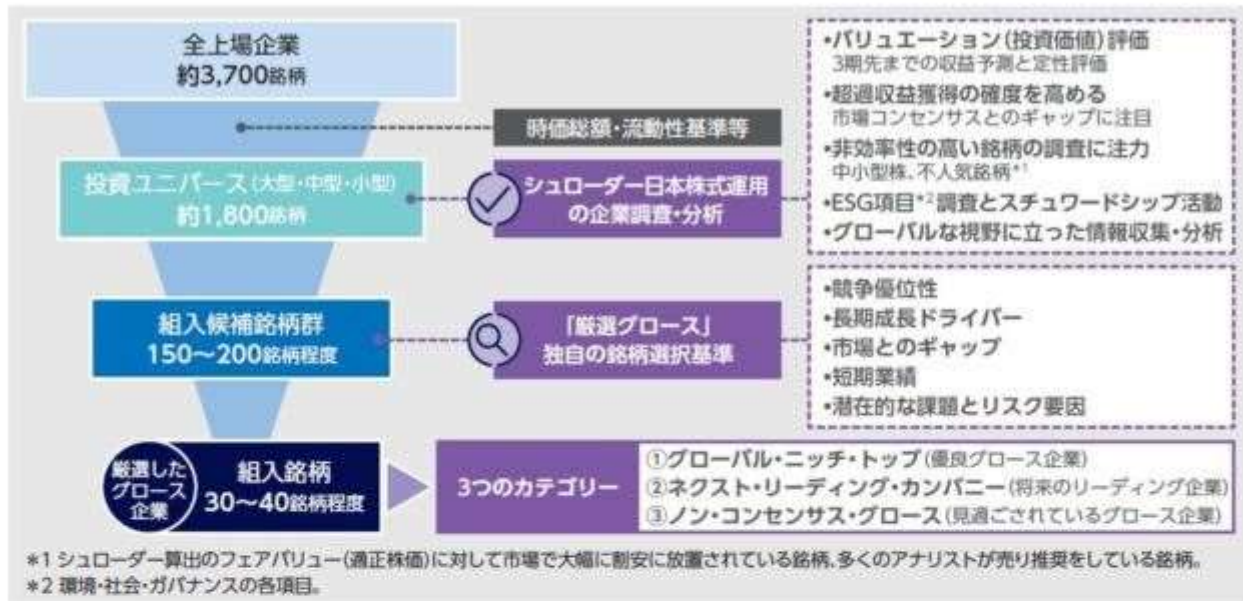 全上場企業
約3,700銘柄
時価総額・流動性基準等
投資ユニバース(大型・中型・小型)
約1,800銘柄
シュローダー日本株式運用
の企業調査・分析
•バリュエーション(投資価値)評価
3期先までの収益予測と定性評価
•超過収益獲得の確度を高める
市場コンセンサスとのギャップに注目
•非効率性の高い銘柄の調査に注力
中小型株、不人気銘柄*1
•ESG項目*2調査とスチュワードシップ活動
•グローバルな視野に立った情報収集・分析
組入候補銘柄群
150〜200銘柄程度
「厳選グロース」
独自の銘柄選択基準
•競争優位性
•長期成長ドライバー
•市場とのギャップ
•短期業績
•潜在的な課題とリスク要因
厳選した
グロース
企業
組入銘柄
30〜40銘柄程度
3つのカテゴリー
①グローバル・ニッチ・トップ(優良グロース企業)
②ネクスト・リーディング・カンパニー(将来のリーディング企業)
③ノン・コンセンサス・グロース(見過ごされているグロース企業)
*1 シュローダー算出のフェアバリュー(適正株価)に対して市場で大幅に割安に放置されている銘柄、多くのアナリストが売り推奨をしている銘柄。
*2 環境・社会・ガバナンスの各項目。